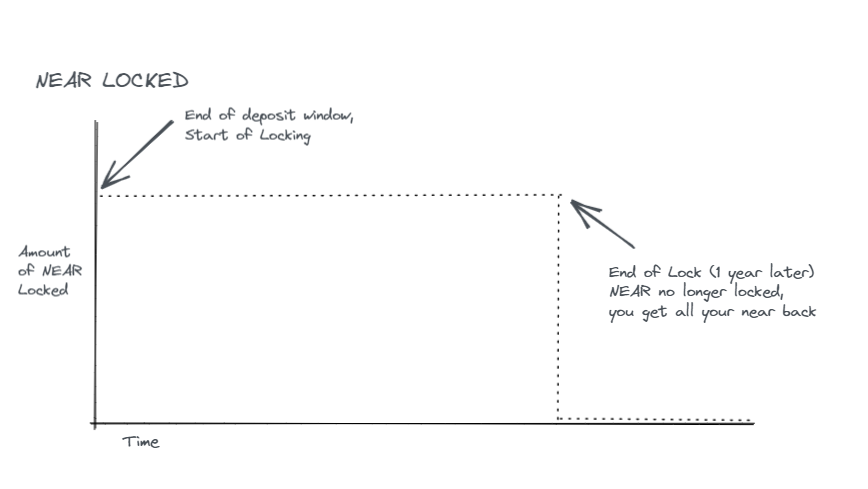 NEAR LOCKED
End of deposit window,
Start of Locking
Amount
of NEAR
Locked
End of Lock (1 year later)
NEAR no longer locked,
you get all your near back
Time